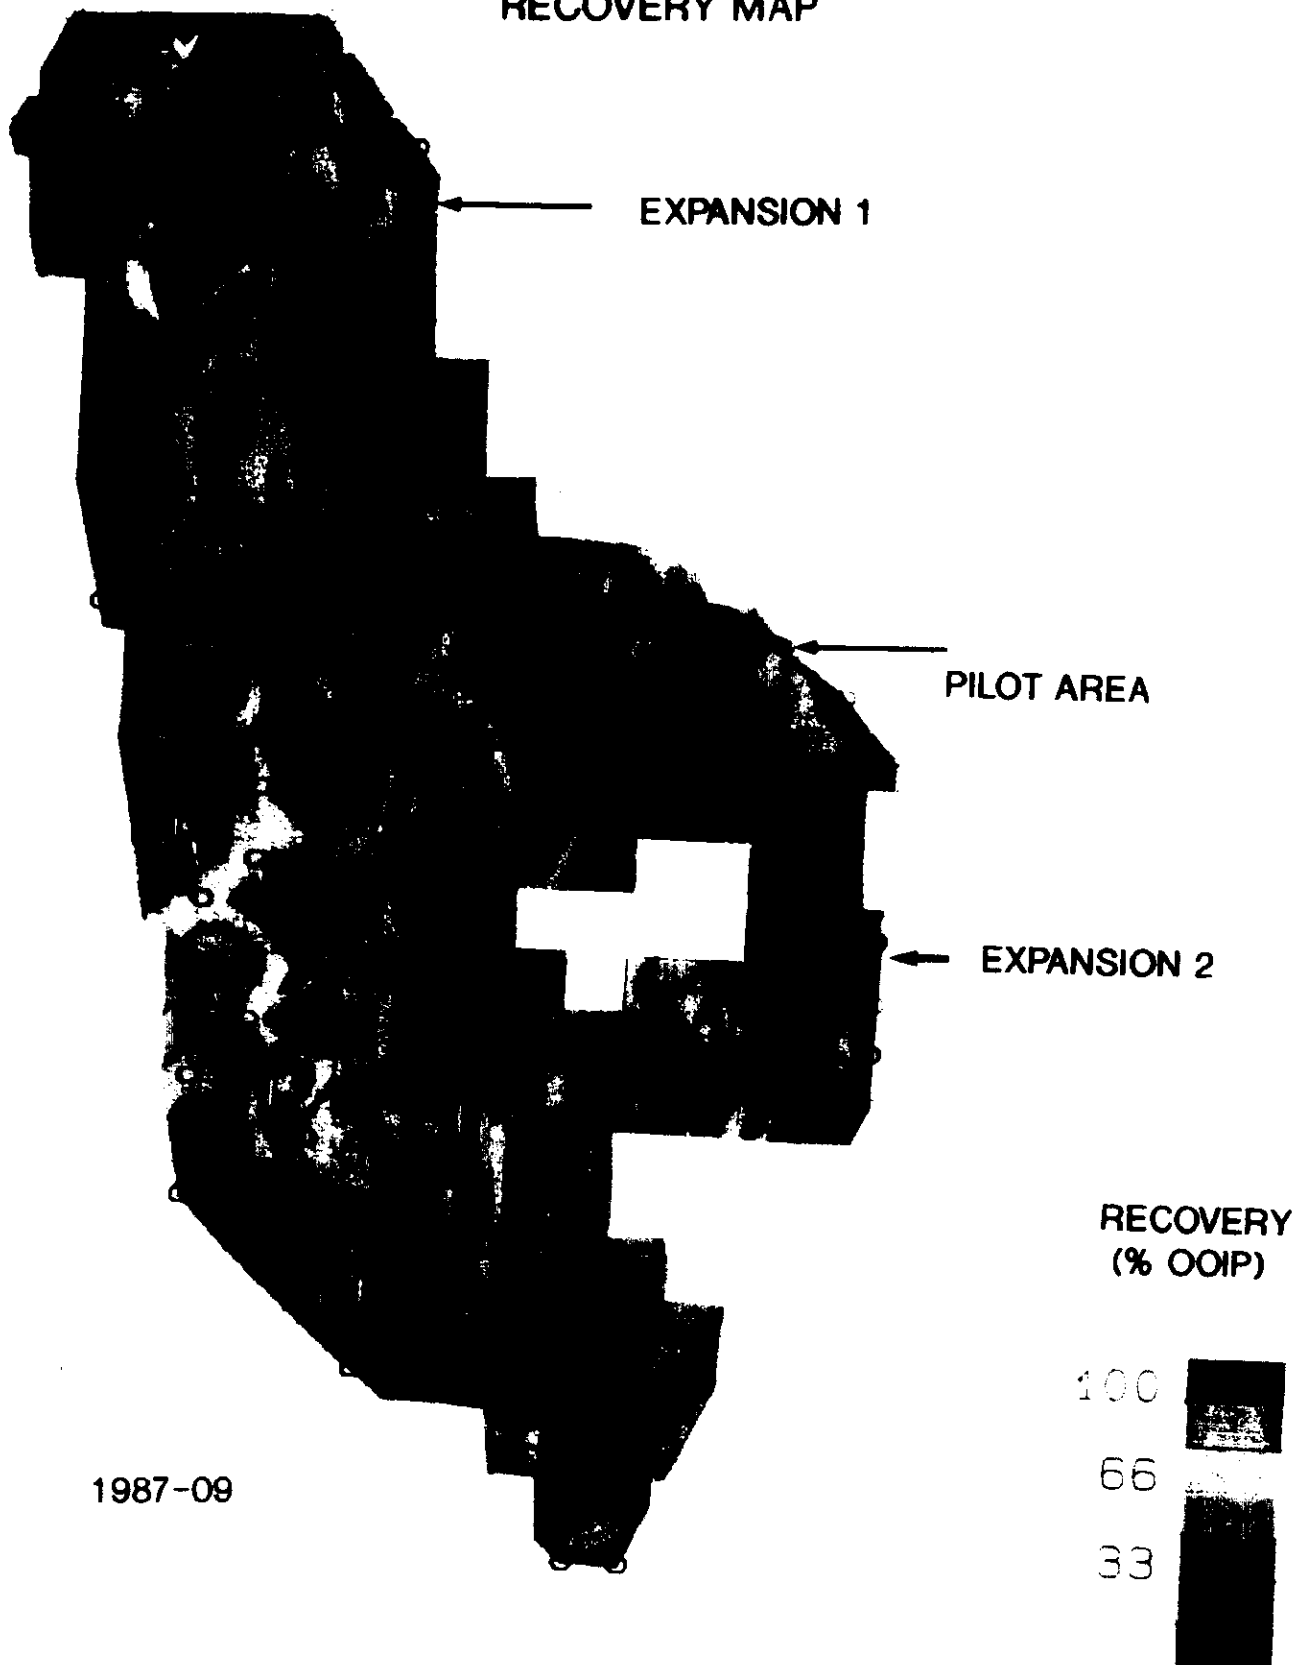 RECOVERY MAP
EXPANSION 1
PILOT AREA
EXPANSION 2
RECOVERY
(% OOIP)
100
66
33
1987-09